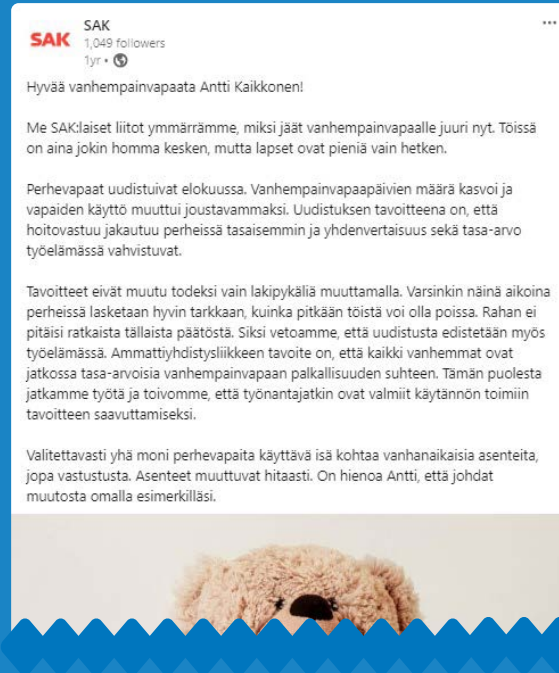 SAK
SAK
1,049 followers
1yr •
Hyvää vanhempainvapaata Antti Kaikkonen!
Me SAK:laiset liitot ymmärrämme, miksi jäät vanhempainvapaalle juuri nyt. Töissä
on aina jokin homma kesken, mutta lapset ovat pieniä vain hetken.
Perhevapaat uudistuivat elokuussa. Vanhempainvapaapäivien määrä kasvoi ja
vapaiden käyttö muuttui joustavammaksi. Uudistuksen tavoitteena on, että
hoitovastuu jakautuu perheissä tasaisemmin ja yhdenvertaisuus sekä tasa-arvo
työelämässä vahvistuvat.
Tavoitteet eivät muutu todeksi vain lakipykäliä muuttamalla. Varsinkin näinä aikoina
perheissä lasketaan hyvin tarkkaan, kuinka pitkään töistä voi olla poissa. Rahan ei
pitäisi ratkaista tällaista päätöstä. Siksi vetoamme, että uudistusta edistetään myös
työelämässä. Ammattiyhdistysliikkeen tavoite on, että kaikki vanhemmat ovat
jatkossa tasa-arvoisia vanhempainvapaan palkallisuuden suhteen. Tämän puolesta
jatkamme työtä ja toivomme, että työnantajatkin ovat valmiit käytännön toimiin
tavoitteen saavuttamiseksi.
Valitettavasti yhä moni perhevapaita käyttävä isä kohtaa vanhanaikaisia asenteita,
jopa vastustusta. Asenteet muuttuvat hitaasti. On hienoa Antti, että johdat
muutosta omalla esimerkilläsi.